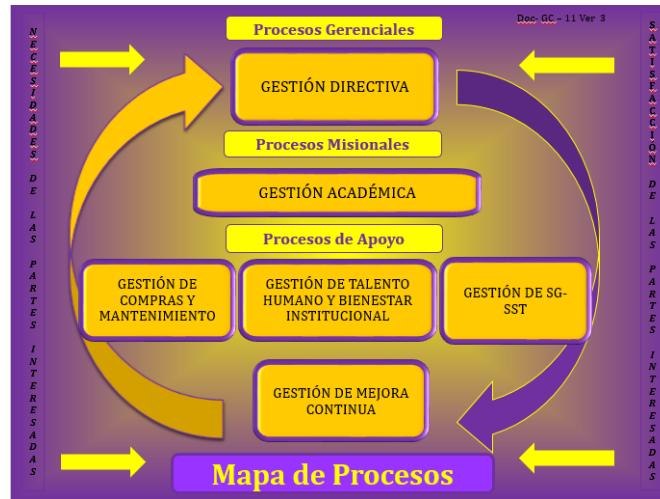 Doc- GC – 11 Ver 3
Procesos Gerenciales
GESTIÓN DIRECTIVA
Procesos Misionales
GESTIÓN ACADÉMICA
Procesos de Apoyo
GESTIÓN DE
COMPRAS Y
MANTENIMIENTO
GESTIÓN DE TALENTO
HUMANO Y BIENESTAR
INSTITUCIONAL
GESTIÓN DE SG-
SST
GESTIÓN DE MEJORA
CONTINUA
Mapa de Procesos
NECESIDADES DE LAS PARTES INTERESADAS
SATISFACCIÓN DE LAS PARTES INTERESADAS